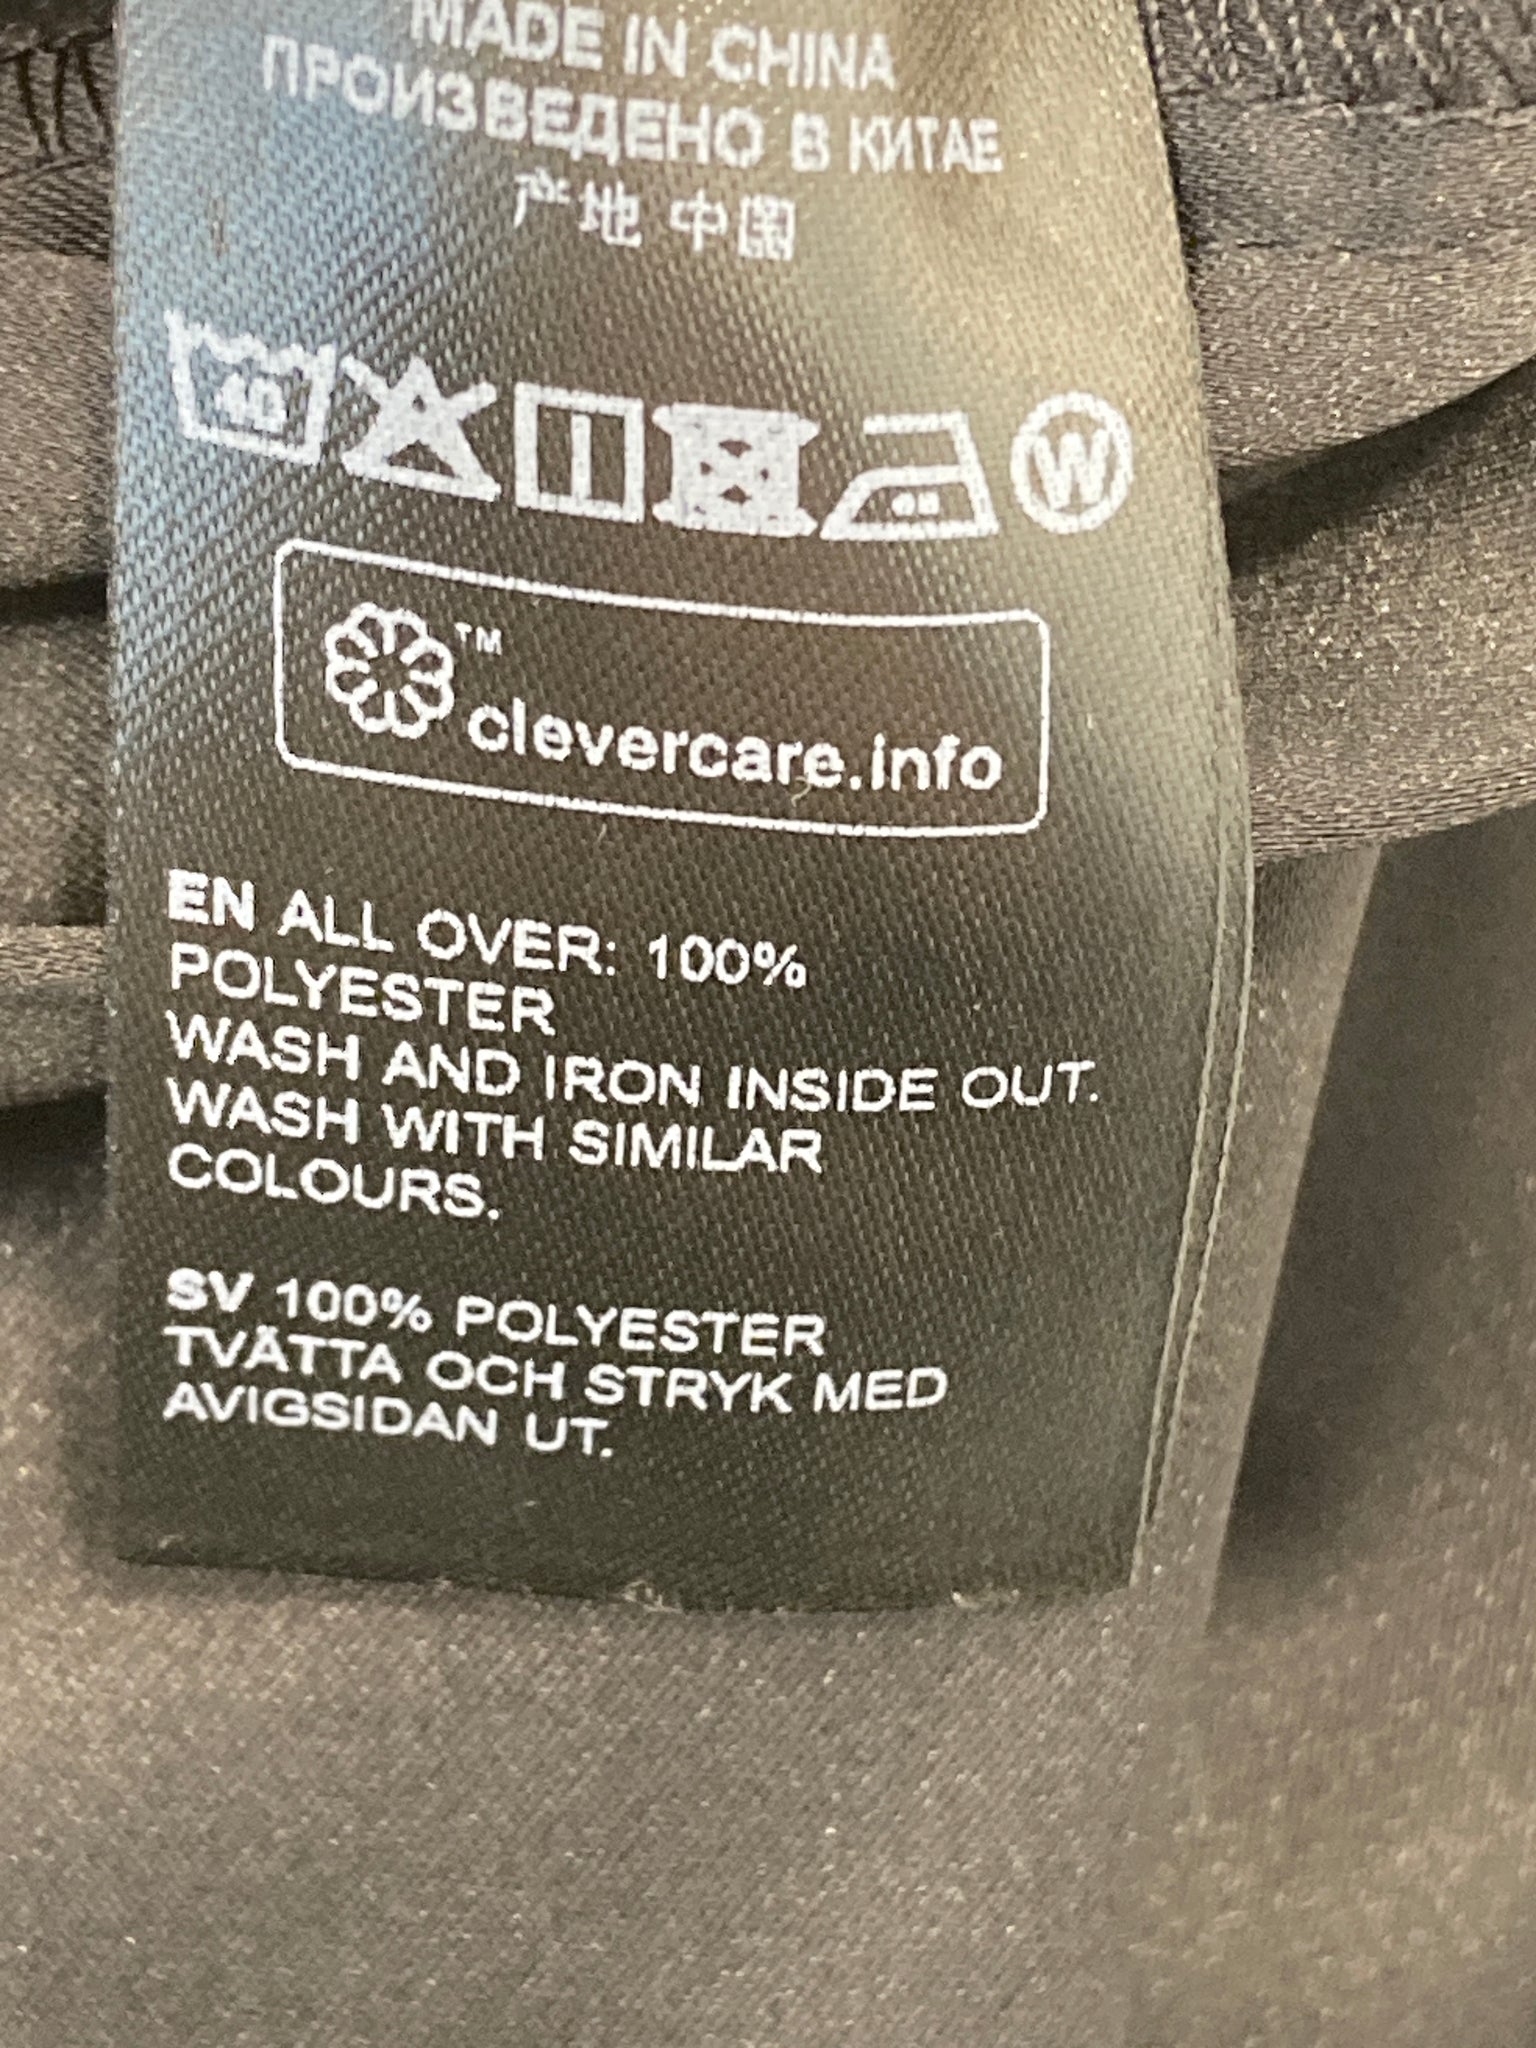 MADE IN CHINA
ПРОИЗВЕДЕНО В КИТАЕ
产地 中国
40
W
™
clevercare.info
EN ALL OVER: 100%
POLYESTER
WASH AND IRON INSIDE OUT.
WASH WITH SIMILAR
COLOURS.
SV 100% POLYESTER
TVÄTTA OCH STRYK MED
AVIGSIDAN UT.